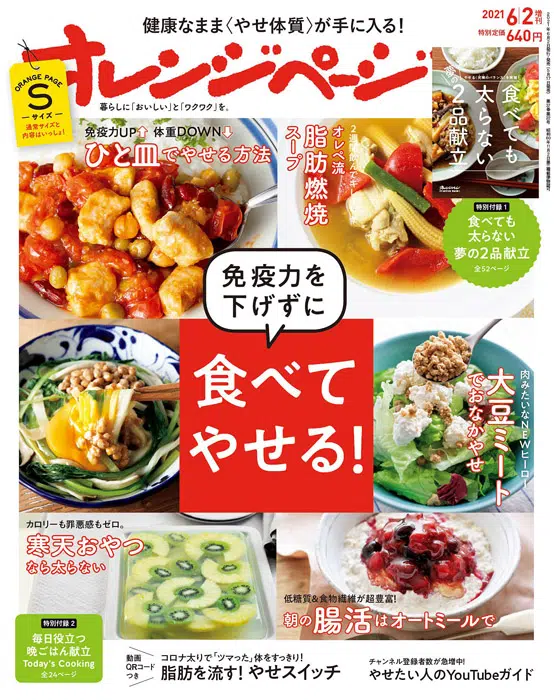 健康なまま〈やせ体質〉が手に入る!
2021 6|2 増刊
特別定価640円
オレンジページ
ORANGE PAGE
S
ーサイズー
通常サイズと
内容はいっしょ!
暮らしに「おいしい」と「ワクワク」を。
食べても
太らない
夢の2品献立
免疫力UP↑ 体重DOWN↓
ひと皿でやせる方法
2週間飲んでキレイ
オレペ流
脂肪燃焼
スープ
特別付録1
食べても
太らない
夢の2品献立
全52ページ
免疫力を
下げずに
食べて
やせる!
肉みたいなNEWヒーロー
大豆ミート
でおなかやせ
カロリーも罪悪感もゼロ。
寒天おやつ
なら太らない
低糖質&食物繊維が超豊富!
朝の腸活はオートミールで
特別付録2
毎日役立つ
晩ごはん献立
Today's Cooking
全24ページ
動画
QRコード
つき
コロナ太りで「ツマった」体をすっきり!
脂肪を流す! やせスイッチ
チャンネル登録者数が急増中!
やせたい人のYouTubeガイド